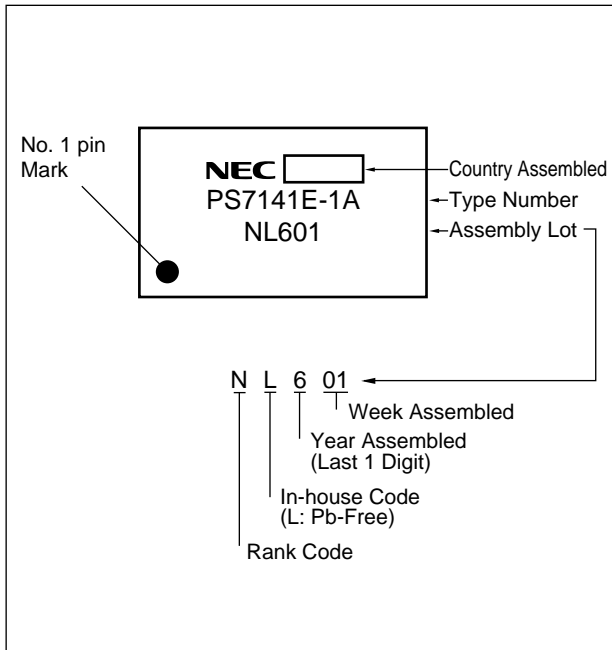 No. 1 pin
Mark
NEC
Country Assembled
PS7141E-1A
Type Number
NL601
Assembly Lot
N L 6 01
Week Assembled
Year Assembled
(Last 1 Digit)
In-house Code
(L: Pb-Free)
Rank Code